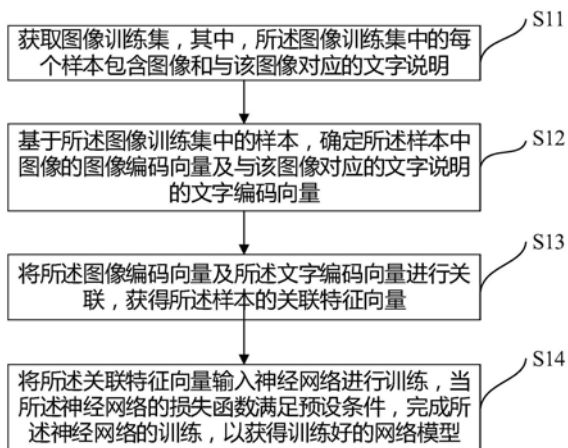 S11
获取图像训练集，其中，所述图像训练集中的每
个样本包含图像和与该图像对应的文字说明
S12
基于所述图像训练集中的样本，确定所述样本中
图像的图像编码向量及与该图像对应的文字说明
的文字编码向量
S13
将所述图像编码向量及所述文字编码向量进行关
联，获得所述样本的关联特征向量
S14
将所述关联特征向量输入神经网络进行训练，当
所述神经网络的损失函数满足预设条件，完成所
述神经网络的训练，以获得训练好的网络模型